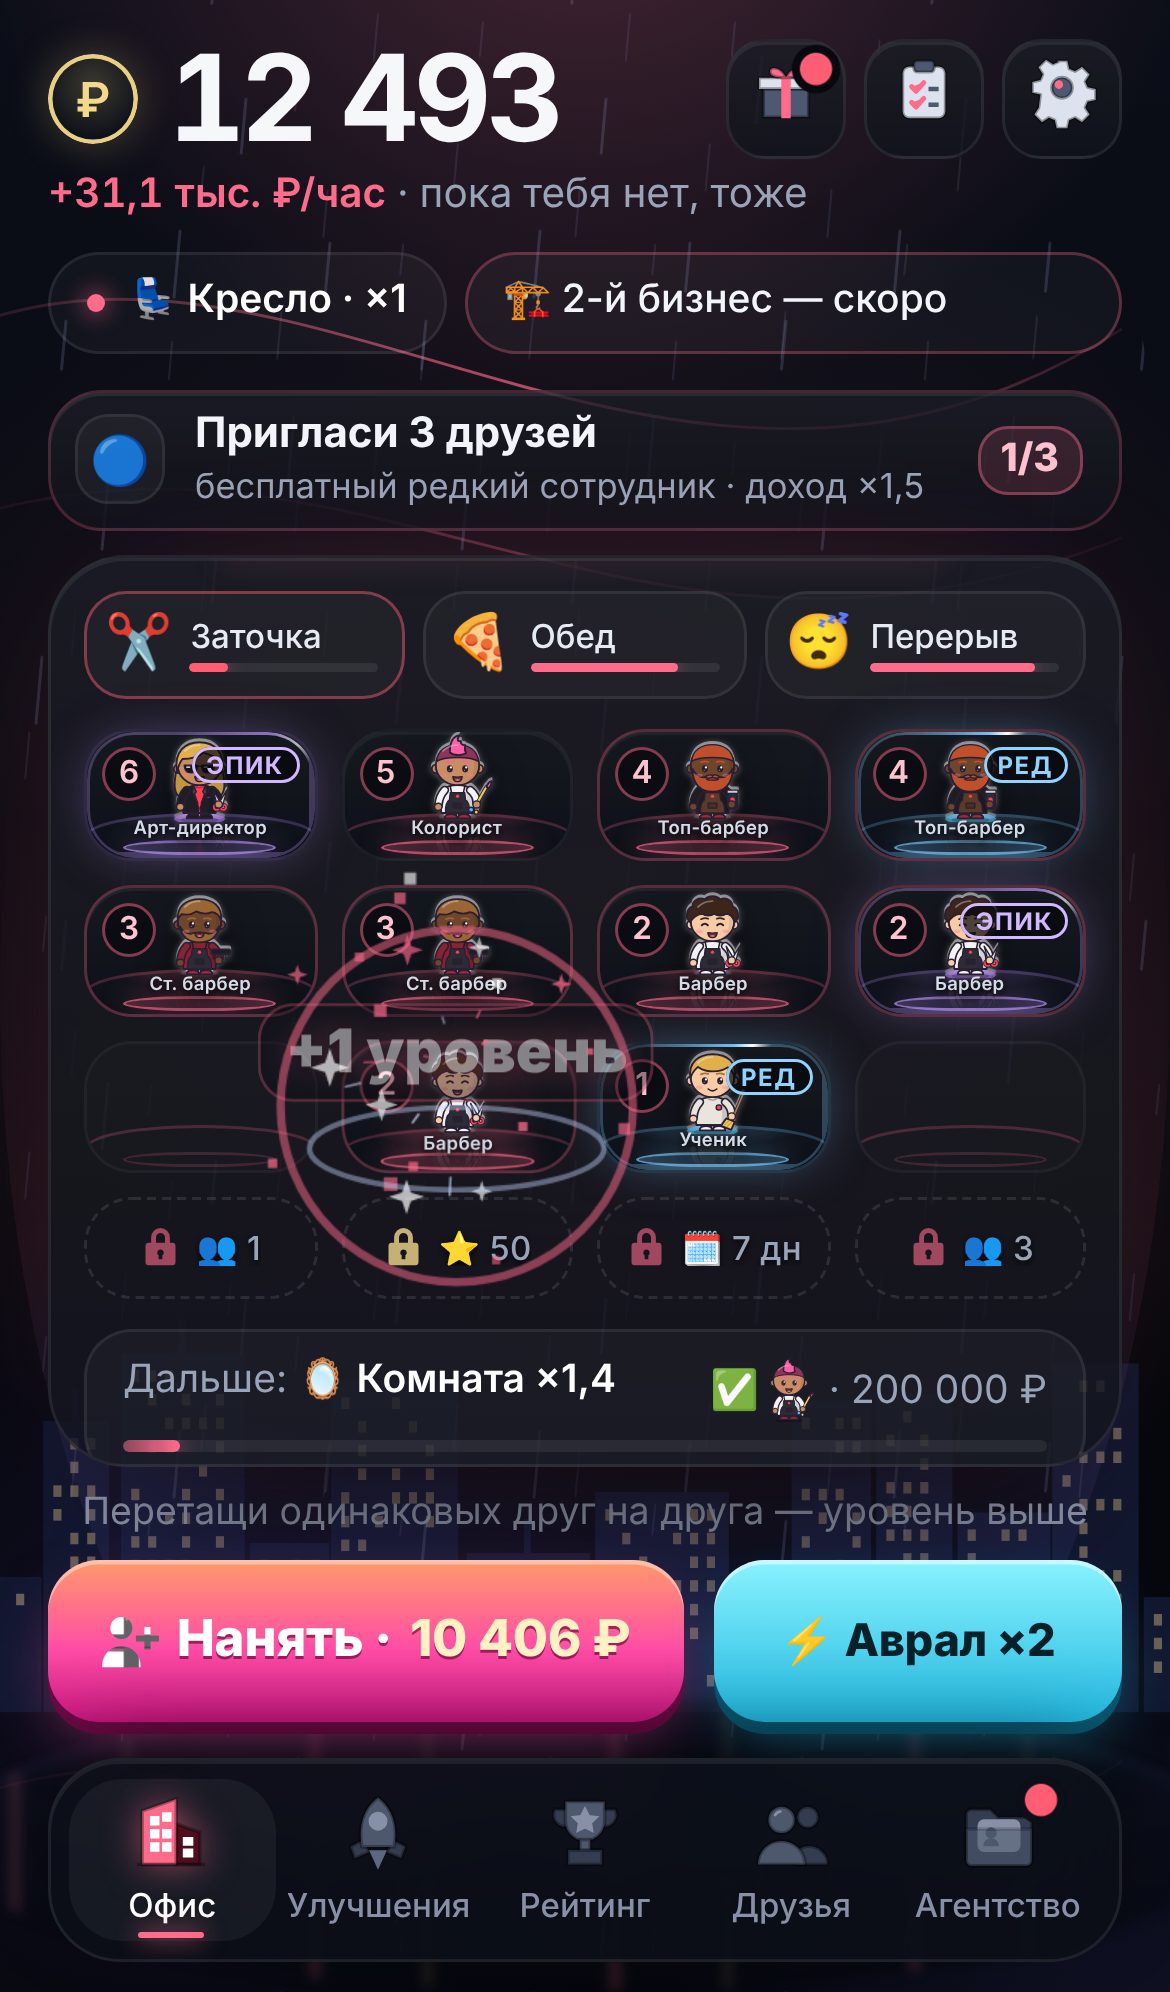 ₽ 12 493
+31,1 тыс. ₽/час · пока тебя нет, тоже
Кресло · ×1
2-й бизнес — скоро
Пригласи 3 друзей
бесплатный редкий сотрудник · доход ×1,5
1/3
Заточка
Обед
Перерыв
6 ЭПИК
Арт-директор
5
Колорист
4
Топ-барбер
4 РЕД
Топ-барбер
3
Ст. барбер
3
Ст. барбер
2
Барбер
2 ЭПИК
Барбер
+1 уровень
2
Барбер
1 РЕД
Ученик
1
50
7 дн
3
Дальше: Комната ×1,4
· 200 000 ₽
Перетащи одинаковых друг на друга — уровень выше
Нанять · 10 406 ₽
Аврал ×2
Офис
Улучшения
Рейтинг
Друзья
Агентство